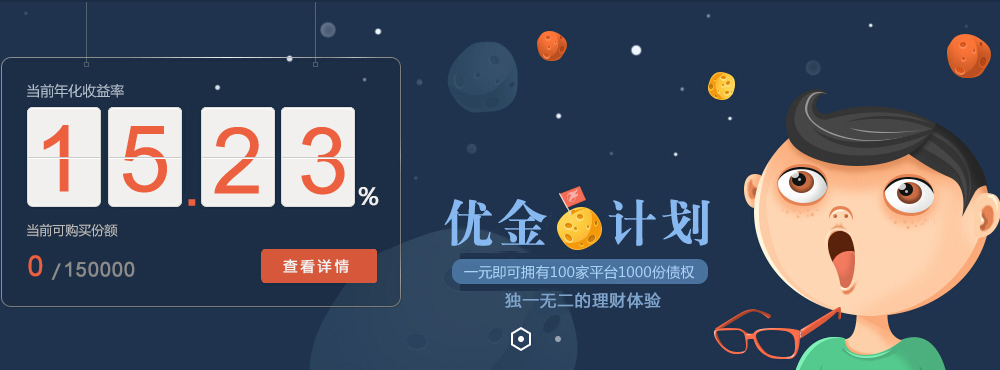 当前年化收益率
15.23%
当前可购买份额
0 /150000
查看详情
优金计划
一元即可拥有100家平台1000份债权
独一无二的理财体验